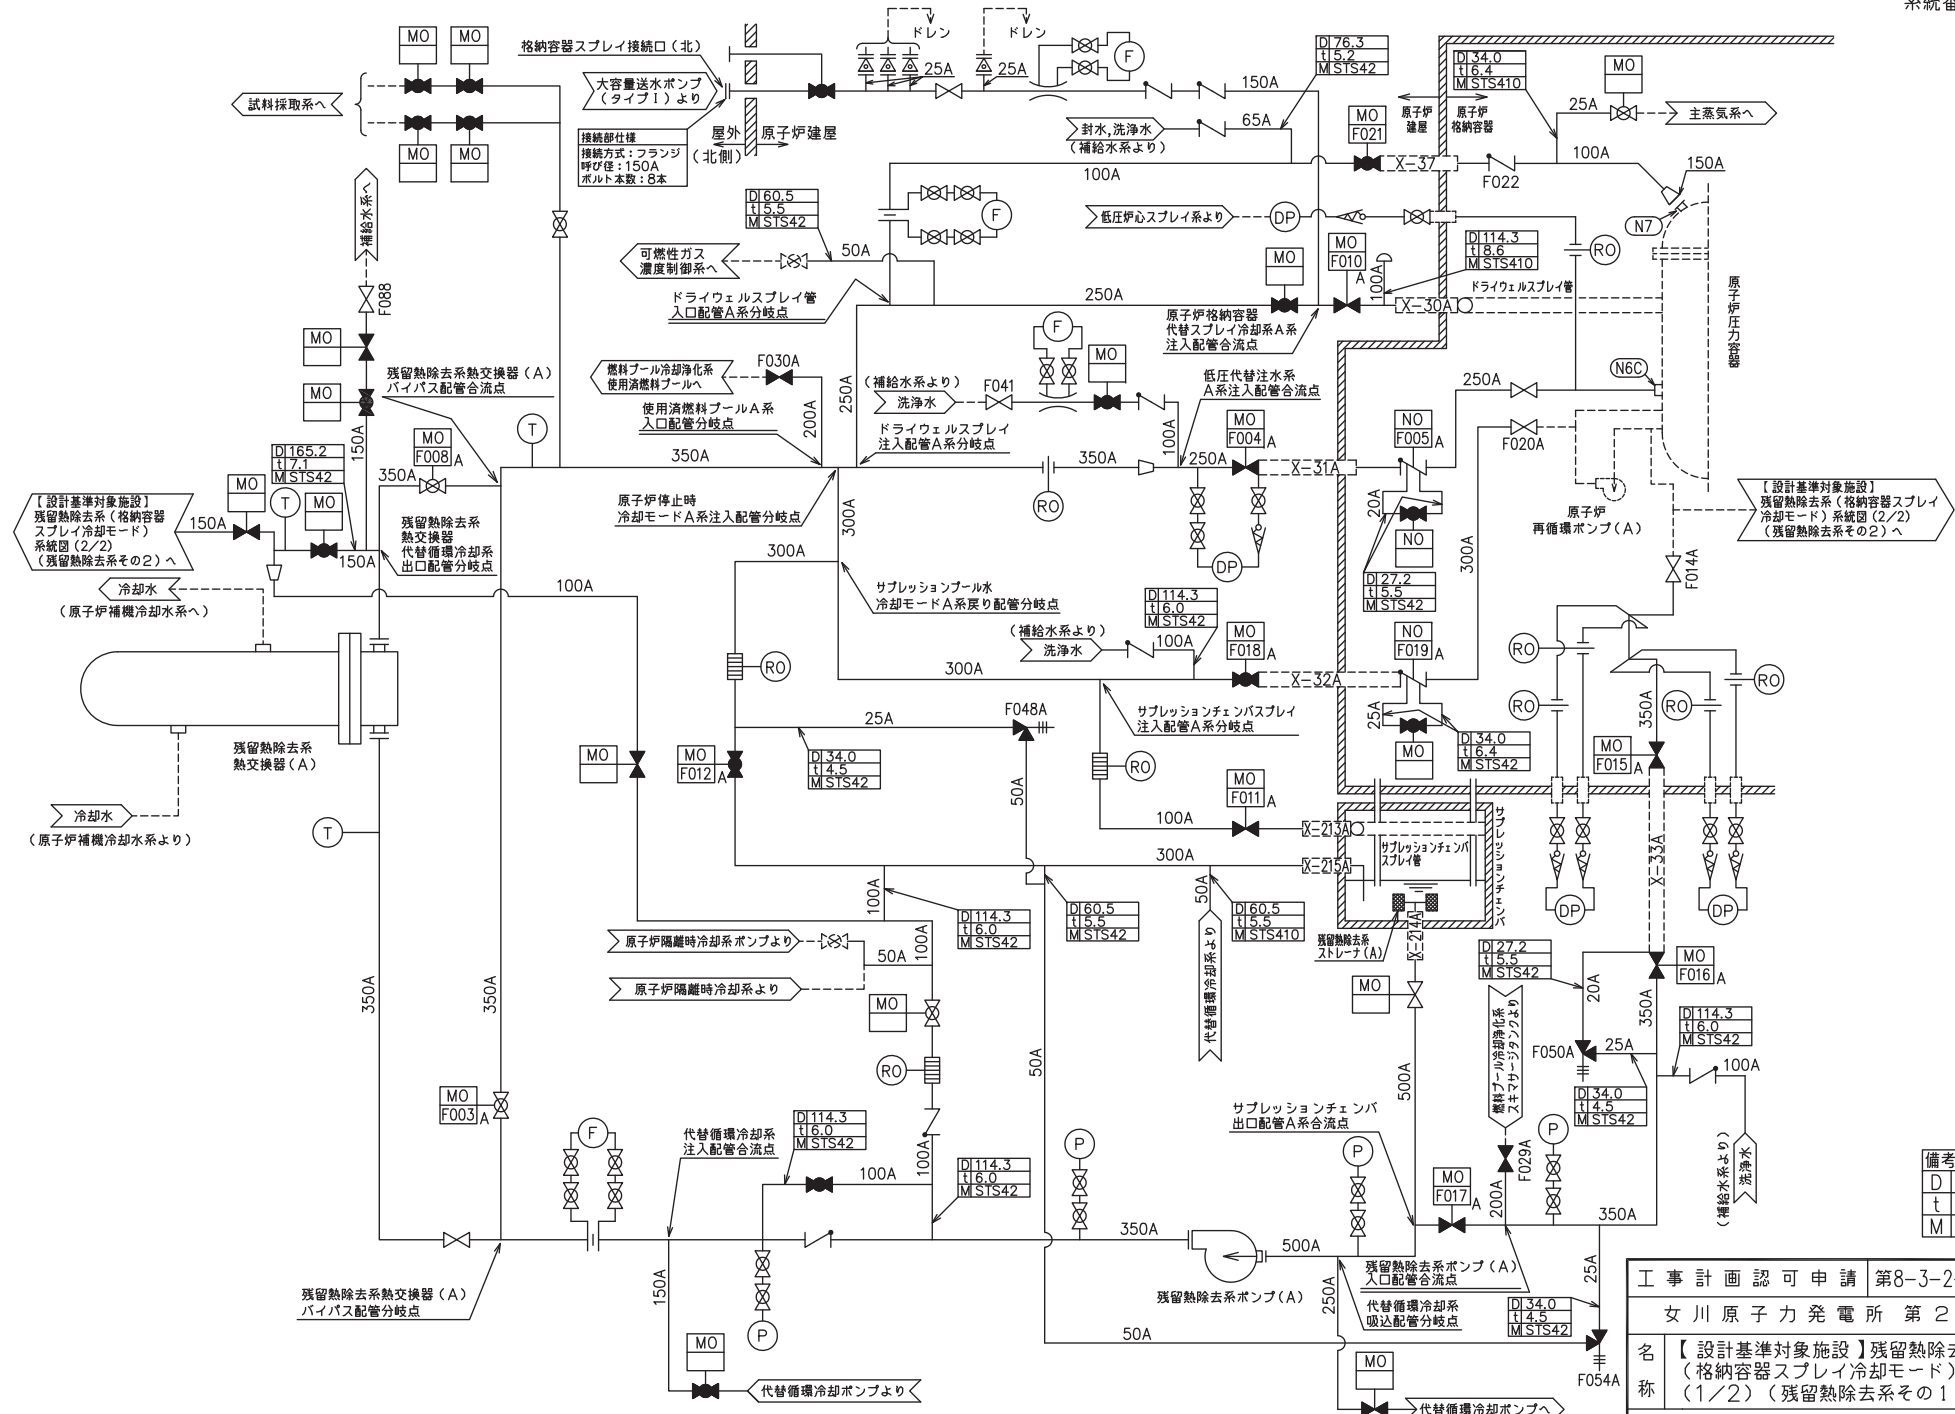 系統番
MO
MO
格納容器スプレイ接続口(北)
ドレン
ドレン
F
D 76.3
t 5.2
M STS42
D 34.0
t 6.4
M STS410
MO
試料採取系へ
大容量送水ポンプ
(タイプⅠ)より
25A
25A
150A
原子炉
建屋
原子炉
格納容器
25A
主蒸気系へ
MO
MO
接続部仕様
接続方式:フランジ
呼び径:150A
ボルト本数:8本
屋外
(北側)
原子炉建屋
封水,洗浄水
(補給水系より)
65A
MO
F021
X-37
F022
100A
150A
100A
補給水系へ
D 60.5
t 5.5
M STS42
F
低圧炉心スプレイ系より
DP
N7
RO
可燃性ガス
濃度制御系へ
50A
MO
MO
F010
A
100A
D 114.3
t 8.6
M STS410
ドライウェルスプレイ管
F088
ドライウェルスプレイ管
入口配管A系分岐点
250A
X-30A
原子炉圧力容器
原子炉格納容器
代替スプレイ冷却系A系
注入配管合流点
MO
MO
残留熱除去系熱交換器(A)
バイパス配管合流点
燃料プール冷却浄化系
使用済燃料プールへ
F030A
F
MO
(補給水系より)
洗浄水
F041
低圧代替注水系
A系注入配管合流点
N6C
250A
使用済燃料プールA系
入口配管分岐点
200A
250A
ドライウェルスプレイ
注入配管A系分岐点
100A
MO
F004
A
NO
F005
A
F020A
150A
T
MO
F008
A
D 165.2
t 7.1
M STS42
350A
350A
350A
250A
X-31A
RO
MO
T
MO
【設計基準対象施設】
残留熱除去系(格納容器
スプレイ冷却モード)
系統図(2/2)
(残留熱除去系その2)へ
150A
150A
残留熱除去系
熱交換器
代替循環冷却系
出口配管分岐点
原子炉停止時
冷却モードA系注入配管分岐点
300A
20A
NO
DP
原子炉
再循環ポンプ(A)
【設計基準対象施設】
残留熱除去系(格納容器スプレイ
冷却モード)系統図(2/2)
(残留熱除去系その2)へ
300A
300A
F014A
冷却水
(原子炉補機冷却水系へ)
100A
サプレッションプール水
冷却モードA系戻り配管分岐点
D 27.2
t 5.5
M STS42
D 114.3
t 6.0
M STS42
(補給水系より)
洗浄水
100A
MO
F018
A
NO
F019
A
RO
300A
X-32A
RO
RO
RO
RO
残留熱除去系
熱交換器(A)
25A
F048A
サプレッションチェンバスプレイ
注入配管A系分岐点
25A
MO
D 34.0
t 6.4
M STS42
350A
MO
F015
A
MO
MO
F012
A
D 34.0
t 4.5
M STS42
50A
RO
MO
F011
A
冷却水
(原子炉補機冷却水系より)
T
100A
X-213A
サプレッションチェンバ
スプレイ管
サプレッションチェンバ
300A
X-215A
X-33A
100A
D 114.3
t 6.0
M STS42
D 60.5
t 5.5
M STS42
50A
D 60.5
t 5.5
M STS410
X-214A
DP
DP
原子炉隔離時冷却系ポンプより
50A
100A
原子炉隔離時冷却系より
代替循環冷却系より
残留熱除去系
ストレーナ(A)
D 27.2
t 5.5
M STS42
20A
MO
F016
A
350A
350A
350A
MO
MO
燃料プール冷却浄化系
スキマサージタンクより
D 114.3
t 6.0
M STS42
F050A
25A
100A
RO
50A
500A
D 34.0
t 4.5
M STS42
MO
F003
A
F
代替循環冷却系
注入配管合流点
D 114.3
t 6.0
M STS42
100A
100A
D 114.3
t 6.0
M STS42
P
サプレッションチェンバ
出口配管A系合流点
P
P
F029A
(補給水系より)
洗浄水
備考
D
t
M
MO
F017
A
200A
350A
350A
500A
残留熱除去系ポンプ(A)
入口配管合流点
残留熱除去系ポンプ(A)
250A
代替循環冷却系
吸込配管分岐点
25A
D 34.0
t 4.5
M STS42
残留熱除去系熱交換器(A)
バイパス配管分岐点
150A
P
50A
MO
代替循環冷却ポンプより
MO
代替循環冷却ポンプへ
F054A
工事計画認可申請 第8-3-2-
女川原子力発電所 第2
名称
【設計基準対象施設】残留熱除去
(格納容器スプレイ冷却モード)
(1/2)(残留熱除去系その1